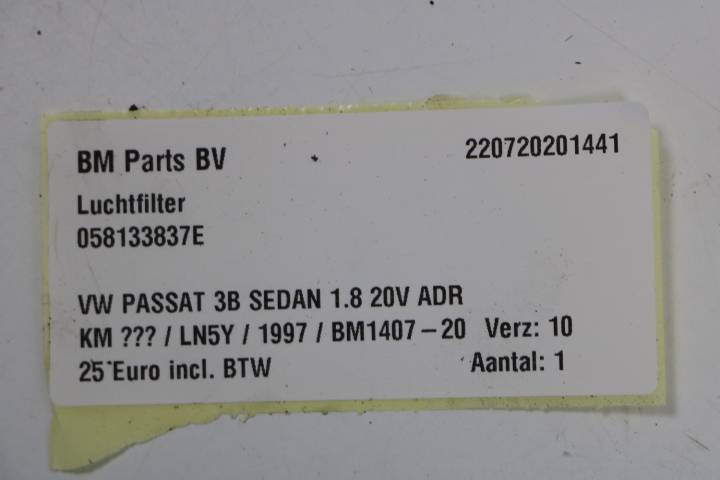 BM Parts BV 220720201441
Luchtfilter
058133837E
VW PASSAT 3B SEDAN 1.8 20V ADR
KM ??? / LN5Y / 1997 / BM1407-20 Verz: 10
25 Euro incl. BTW Aantal: 1